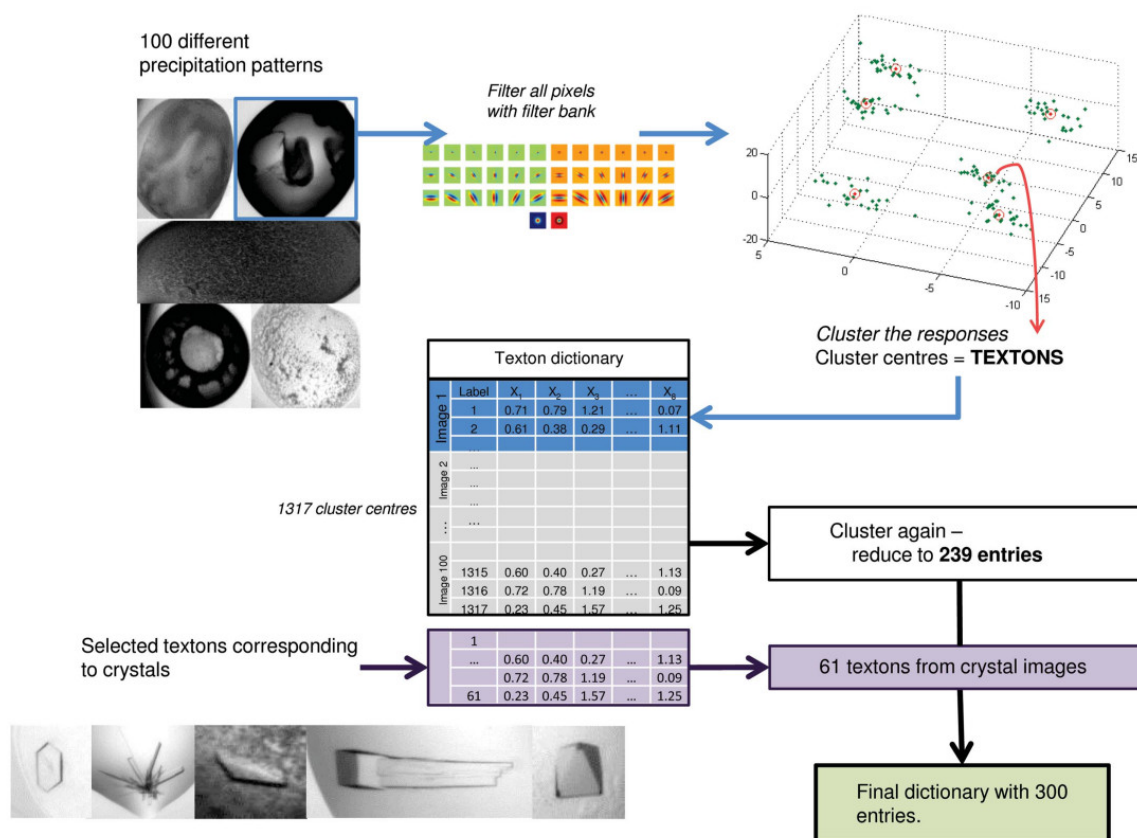 100 different
precipitation patterns
Filter all pixels
with filter bank
20
10
0
-10
-20
5
0
-5
-10
15
10
5
0
-5
-10
15
Cluster the responses
Cluster centres = TEXTONS
Texton dictionary
Image 1
Label X1 X2 X3 ... X8
1 0.71 0.79 1.21 ... 0.07
2 0.61 0.38 0.29 ... 1.11
...
Image 2
...
...
...
...
...
1317 cluster centres
Image 100
1315 0.60 0.40 0.27 ... 1.13
1316 0.72 0.78 1.19 ... 0.09
1317 0.23 0.45 1.57 ... 1.25
Cluster again –
reduce to 239 entries
Selected textons corresponding
to crystals
1
... 0.60 0.40 0.27 ... 1.13
0.72 0.78 1.19 ... 0.09
61 0.23 0.45 1.57 ... 1.25
61 textons from crystal images
Final dictionary with 300
entries.